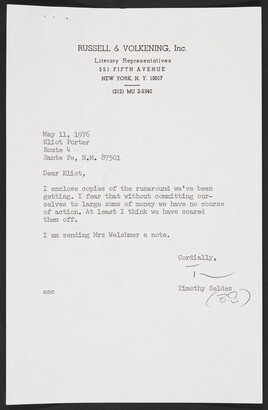 RUSSELL & VOLKENING, Inc.
Literary Representatives
551 FIFTH AVENUE
NEW YORK, N. Y. 10017
(212) MU 2-5340
May 11, 1976
Eliot Porter
Route 4
Sante Fe, N.M. 87501
Dear Eliot,
I enclose copies of the runaround we've been
getting. I fear that without committing our-
selves to large sums of money we have no course
of action. At least I think we have scared
them off.
I am sending Mrs Welshmer a note.
Cordially,
T
Timothy Seldes
enc